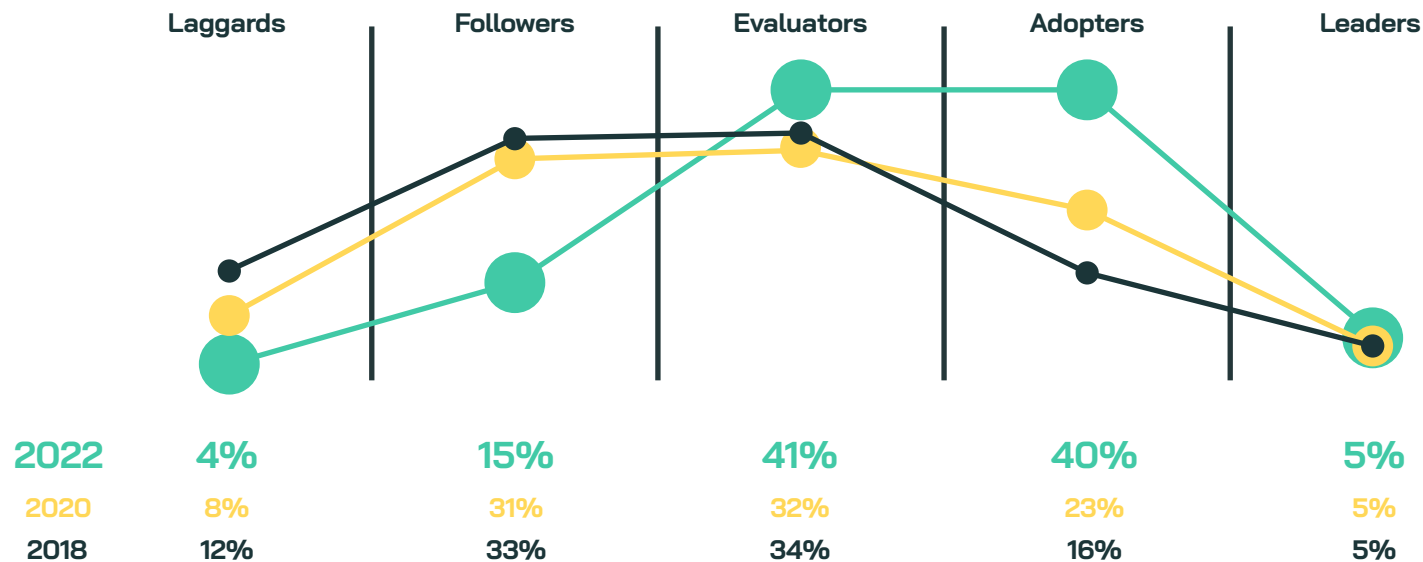 Laggards Followers Evaluators Adopters Leaders
2022 4% 15% 41% 40% 5%
2020 8% 31% 32% 23% 5%
2018 12% 33% 34% 16% 5%